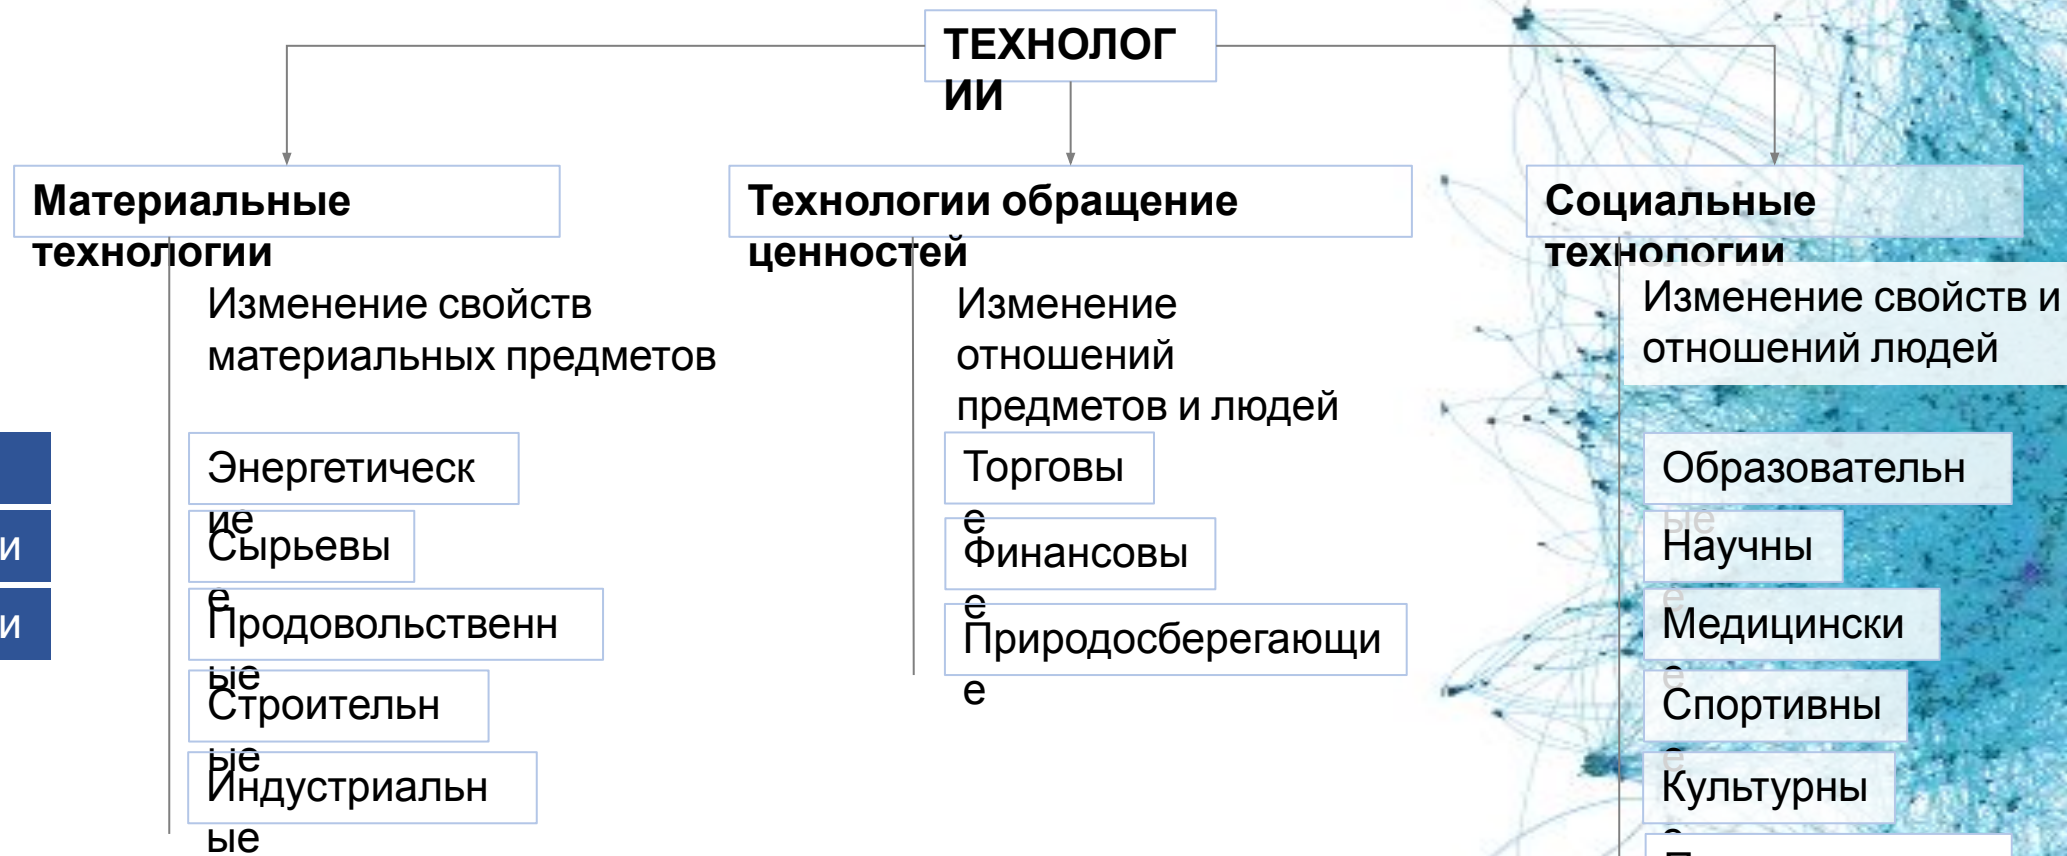 ТЕХНОЛОГ
ИИ
Материальные
технологии
Изменение свойств
материальных предметов
Энергетическ
ие
Сырьевы
е
Продовольственн
ые
Строительн
ые
Индустриальн
ые
Технологии обращение
ценностей
Изменение
отношений
предметов и людей
Торговы
е
Финансовы
е
Природосберегающи
е
Социальные
технологии
Изменение свойств и
отношений людей
Образовательн
ые
Научны
е
Медицински
е
Спортивны
е
Культурны
е
и
и